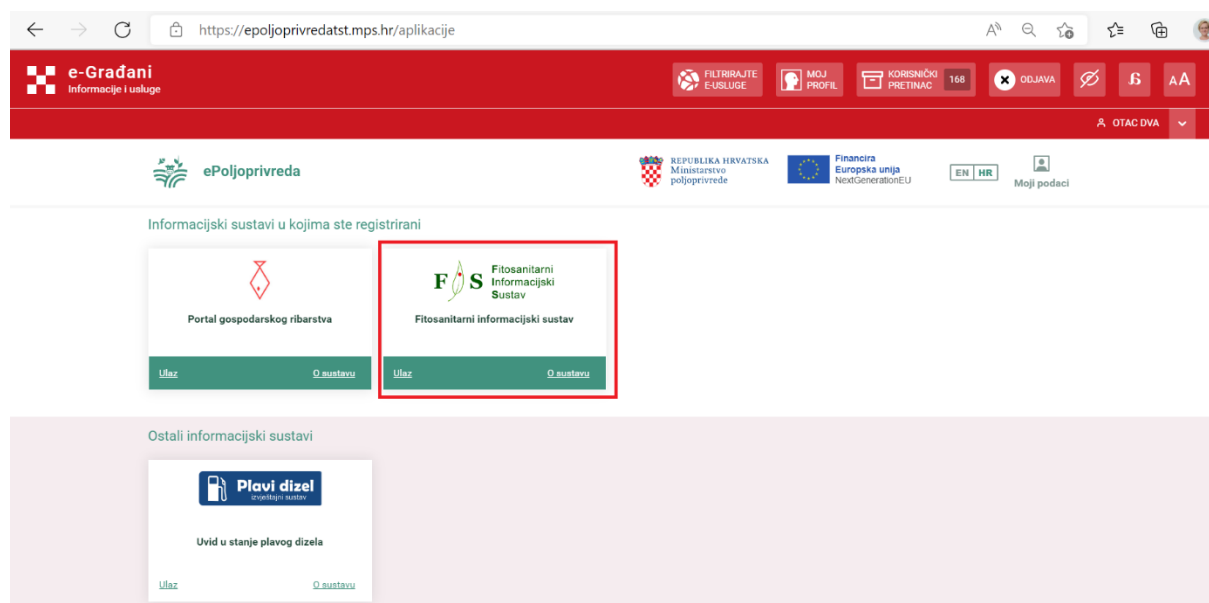 https://epoljoprivredatst.mps.hr/aplikacije
e-Građani
Informacije i usluge
FILTRIRAJTE
E-USLUGE
MOJ
PROFIL
KORISNIČKI
PRETINAC
168
ODJAVA
AA
OTAC DVA
ePoljoprivreda
REPUBLIKA HRVATSKA
Ministarstvo
poljoprivrede
Financira
Europska unija
NextGenerationEU
EN HR
Moji podaci
Informacijski sustavi u kojima ste registrirani
Portal gospodarskog ribarstva
Ulaz O sustavu
F S
Fitosanitarni
Informacijski
Sustav
Fitosanitarni informacijski sustav
Ulaz O sustavu
Ostali informacijski sustavi
Plavi dizel
izvještajni sustav
Uvid u stanje plavog dizela
Ulaz O sustavu